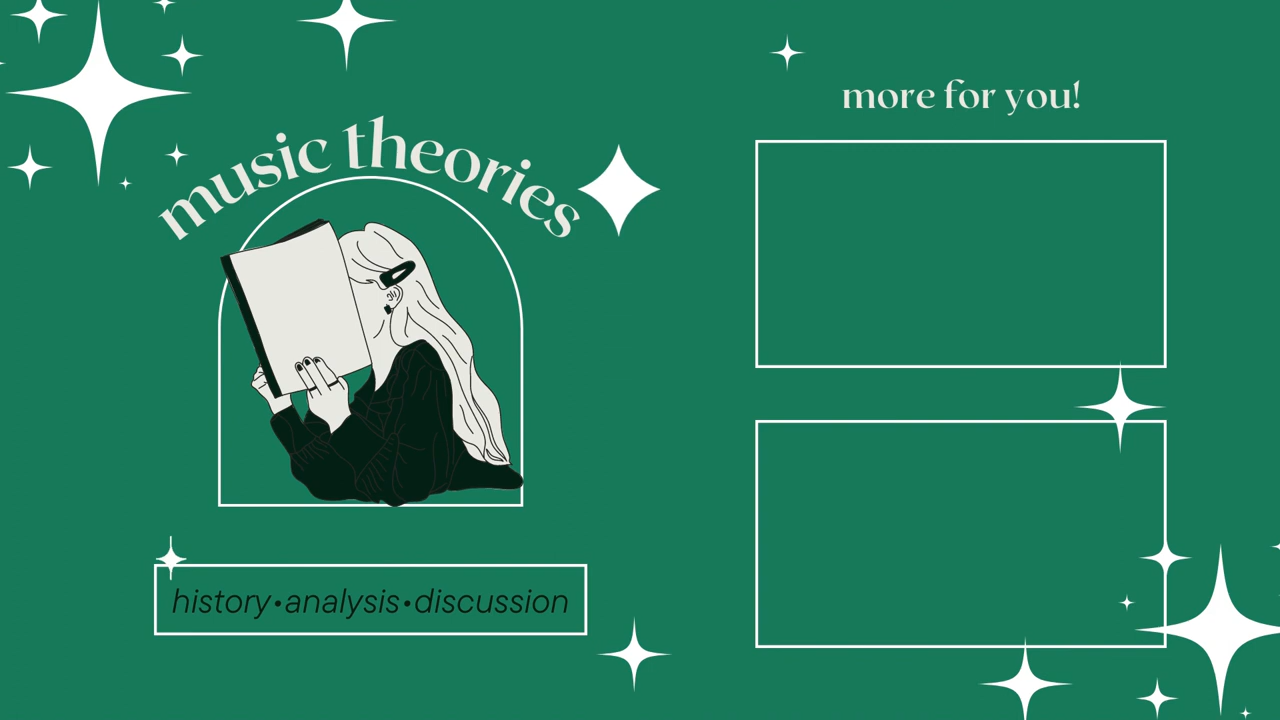 music theories
history•analysis•discussion
more for you!